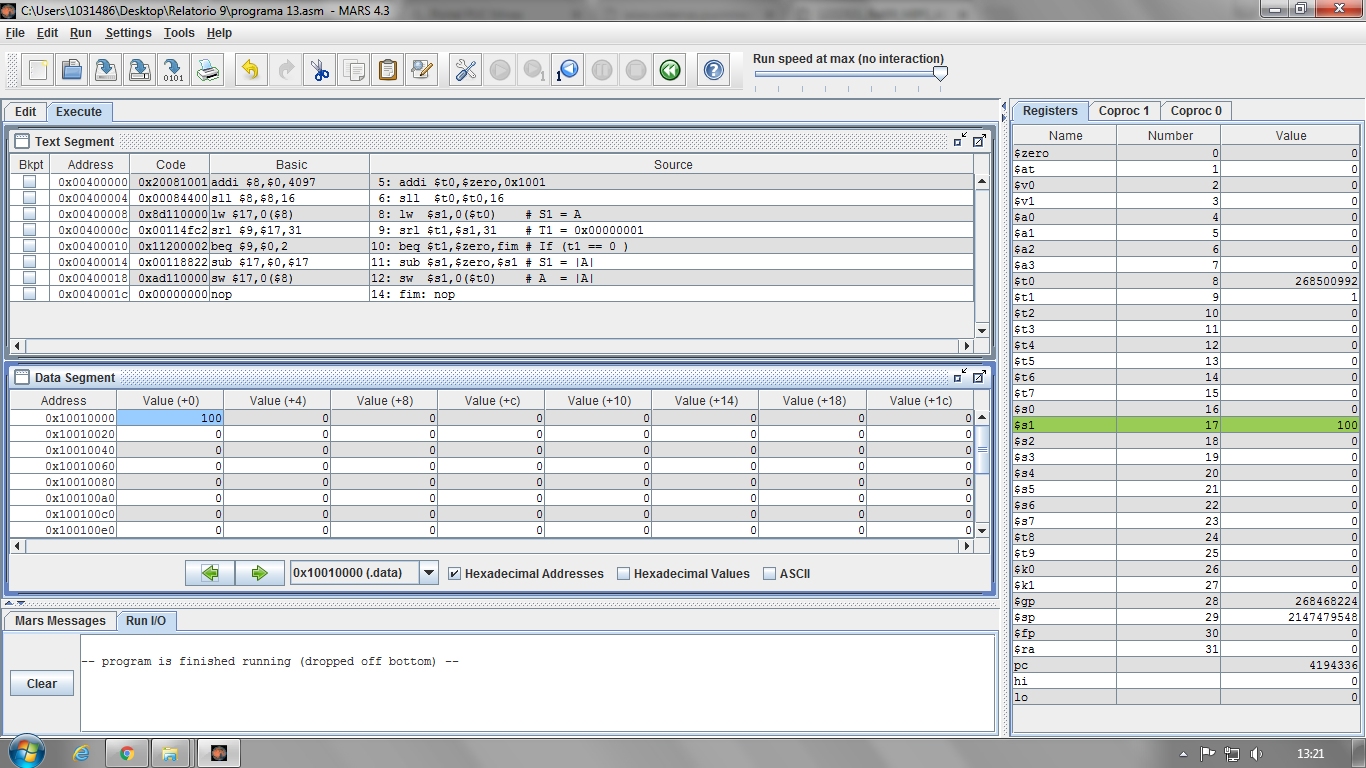 C:\Users\1031486\Desktop\Relatorio 9\programa 13.asm - MARS 4.3
File Edit Run Settings Tools Help
Run speed at max (no interaction)
Edit Execute
Text Segment
Bkpt Address Code Basic Source
0x00400000 0x20081001 addi $8,$0,4097 5: addi $t0,$zero,0x1001
0x00400004 0x00084400 sll $8,$8,16 6: sll $t0,$t0,16
0x00400008 0x8d110000 lw $17,0($8) 8: lw $s1,0($t0) # S1 = A
0x0040000c 0x00114fc2 srl $9,$17,31 9: srl $t1,$s1,31 # T1 = 0x00000001
0x00400010 0x11200002 beq $9,$0,2 10: beq $t1,$zero,fim # If (t1 == 0 )
0x00400014 0x00118822 sub $17,$0,$17 11: sub $s1,$zero,$s1 # S1 = |A|
0x00400018 0xad110000 sw $17,0($8) 12: sw $s1,0($t0) # A = |A|
0x0040001c 0x00000000 nop 14: fim: nop
Data Segment
Address Value (+0) Value (+4) Value (+8) Value (+c) Value (+10) Value (+14) Value (+18) Value (+1c)
0x10010000 100 0 0 0 0 0 0 0
0x10010020 0 0 0 0 0 0 0 0
0x10010040 0 0 0 0 0 0 0 0
0x10010060 0 0 0 0 0 0 0 0
0x10010080 0 0 0 0 0 0 0 0
0x100100a0 0 0 0 0 0 0 0 0
0x100100c0 0 0 0 0 0 0 0 0
0x100100e0 0 0 0 0 0 0 0 0
0x10010000 (.data) Hexadecimal Addresses Hexadecimal Values ASCII
Mars Messages Run I/O
-- program is finished running (dropped off bottom) --
Clear
Registers Coproc 1 Coproc 0
Name Number Value
$zero 0 0
$at 1 0
$v0 2 0
$v1 3 0
$a0 4 0
$a1 5 0
$a2 6 0
$a3 7 0
$t0 8 268500992
$t1 9 1
$t2 10 0
$t3 11 0
$t4 12 0
$t5 13 0
$t6 14 0
$t7 15 0
$s0 16 0
$s1 17 100
$s2 18 0
$s3 19 0
$s4 20 0
$s5 21 0
$s6 22 0
$s7 23 0
$t8 24 0
$t9 25 0
$k0 26 0
$k1 27 0
$gp 28 268468224
$sp 29 2147479548
$fp 30 0
$ra 31 0
pc 4194336
hi 0
lo 0
13:21